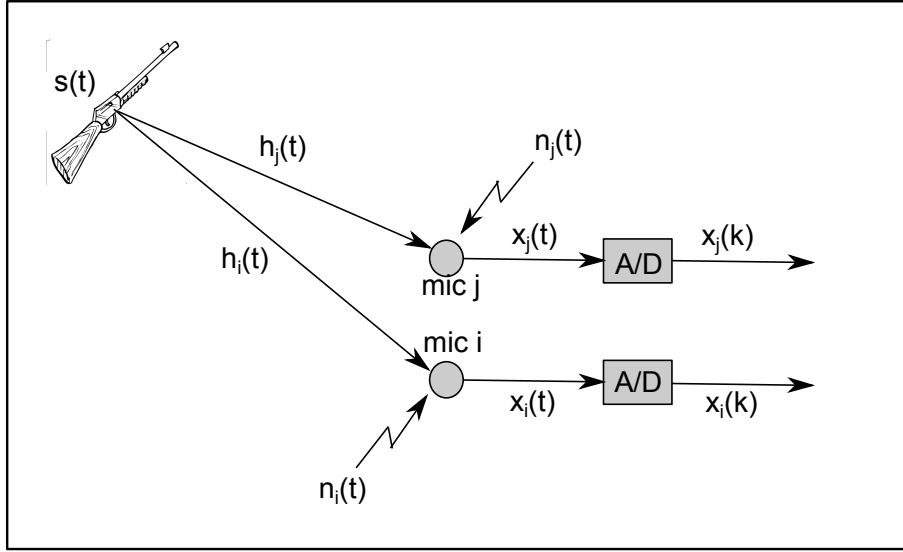 s(t)
h_j(t)
n_j(t)
h_i(t)
x_j(t)
A/D
x_j(k)
mic j
mic i
x_i(t)
A/D
x_i(k)
n_i(t)